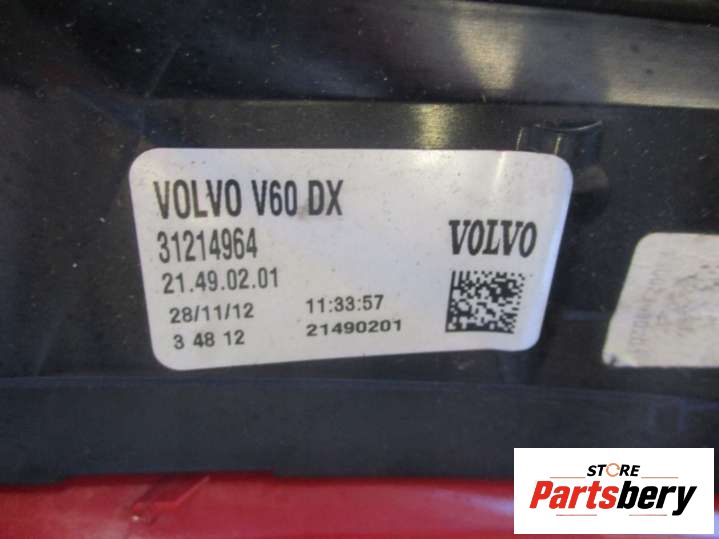 VOLVO V60 DX
31214964
21.49.02.01
28/11/12 11:33:57
3 48 12 21490201
VOLVO
STORE
Partsbery